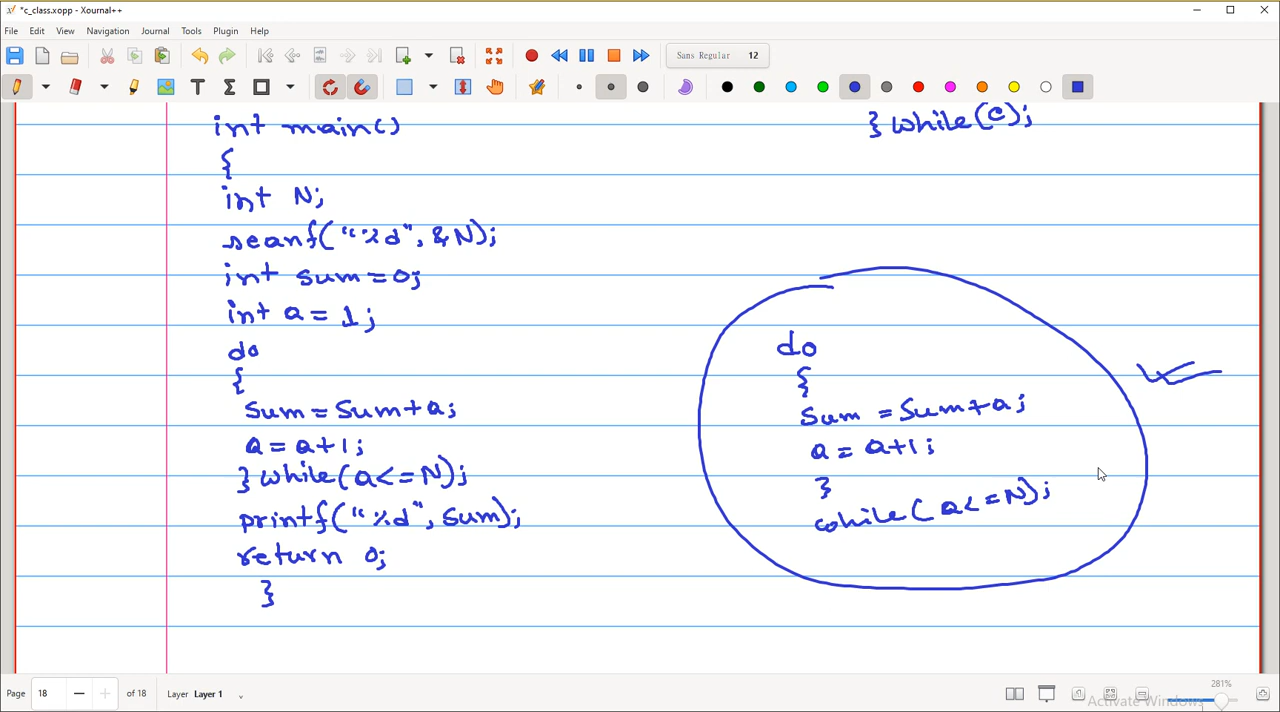 *c_class.xopp - Xournal++
File Edit View Navigation Journal Tools Plugin Help
Sans Regular 12
int main()
{
int N;
scanf("%d", &N);
int sum = 0;
int a = 1;
do
{
sum = sum + a;
a = a+1;
} while(a<=N);
printf("%d", sum);
return 0;
}
} while(c);
do
{
sum = sum+a;
a = a+1;
}
while(a<=N);
281%
Page 18 of 18 Layer Layer 1
Activate Windows